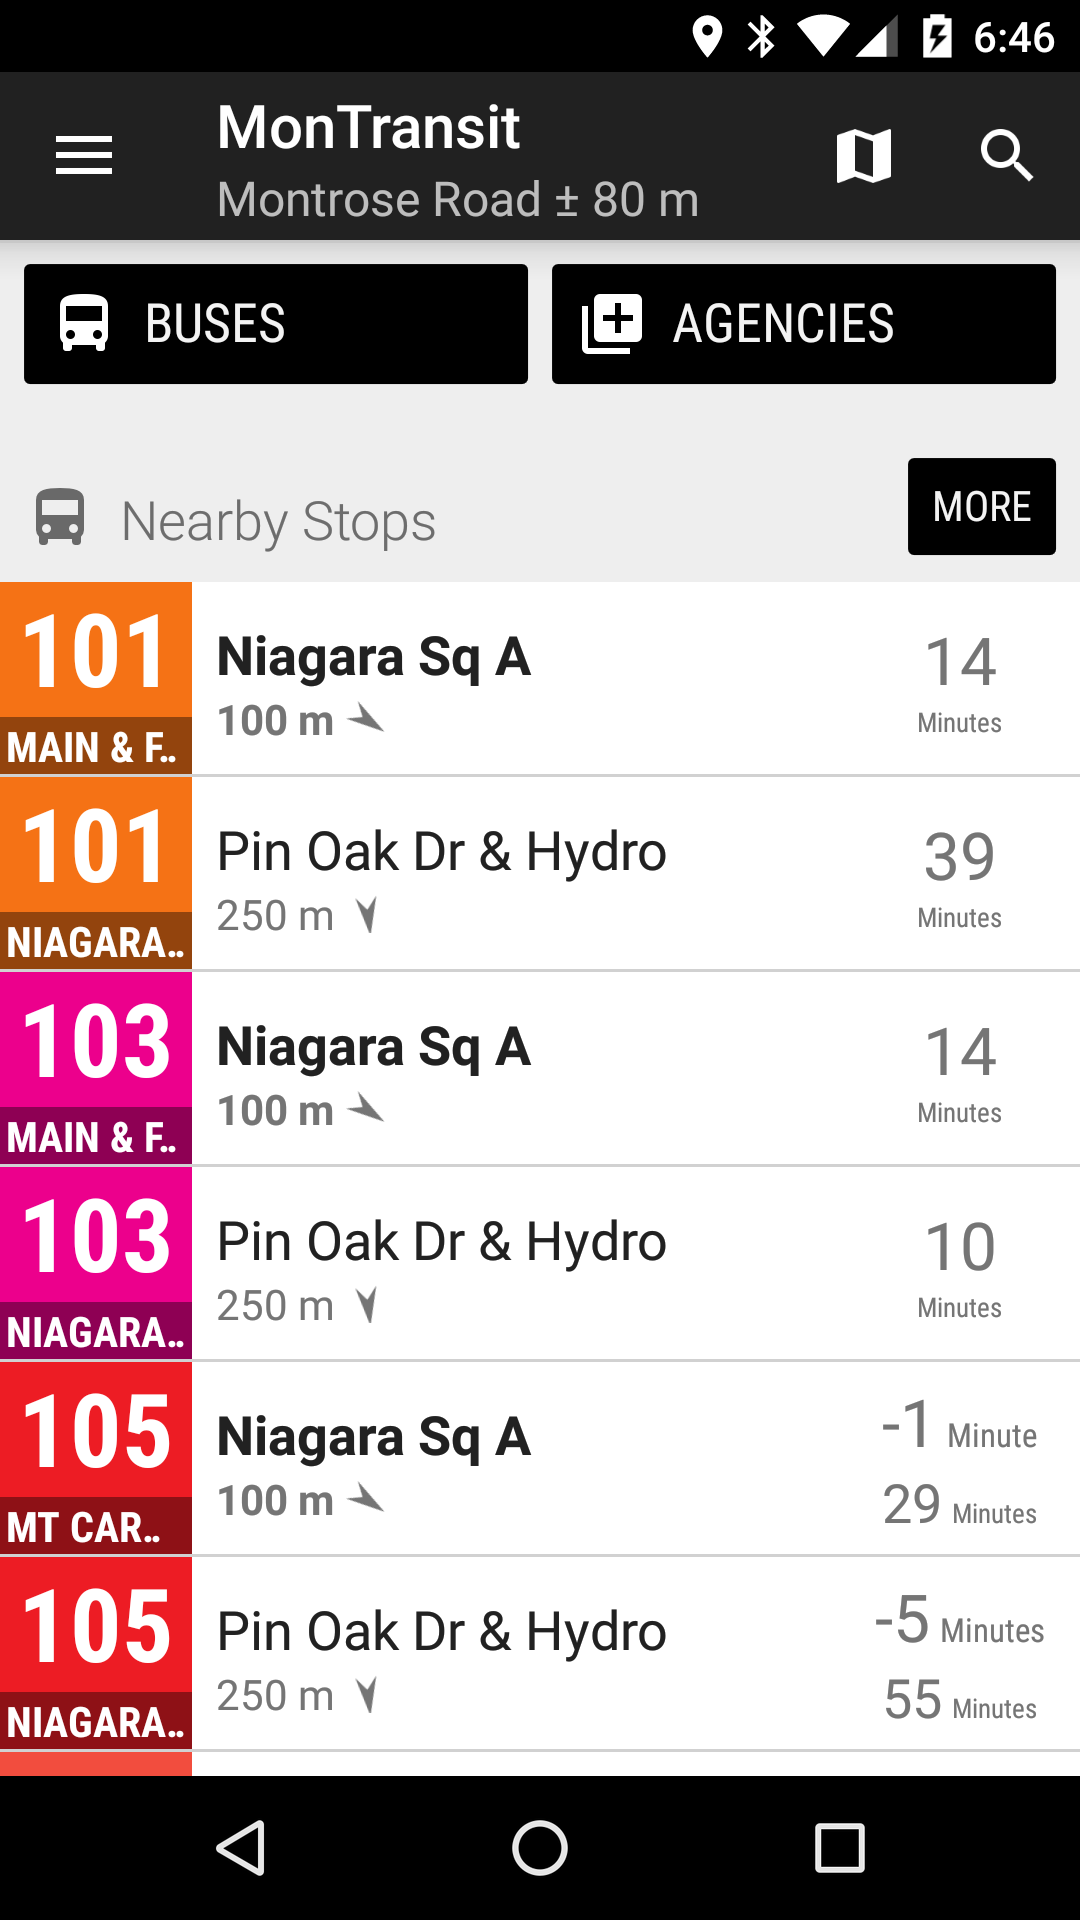 6:46
MonTransit
Montrose Road ± 80 m
BUSES
AGENCIES
Nearby Stops
MORE
101
MAIN & F..
Niagara Sq A
100 m
14
Minutes
101
NIAGARA..
Pin Oak Dr & Hydro
250 m
39
Minutes
103
MAIN & F..
Niagara Sq A
100 m
14
Minutes
103
NIAGARA..
Pin Oak Dr & Hydro
250 m
10
Minutes
105
MT CAR..
Niagara Sq A
100 m
-1 Minute
29 Minutes
105
NIAGARA..
Pin Oak Dr & Hydro
250 m
-5 Minutes
55 Minutes